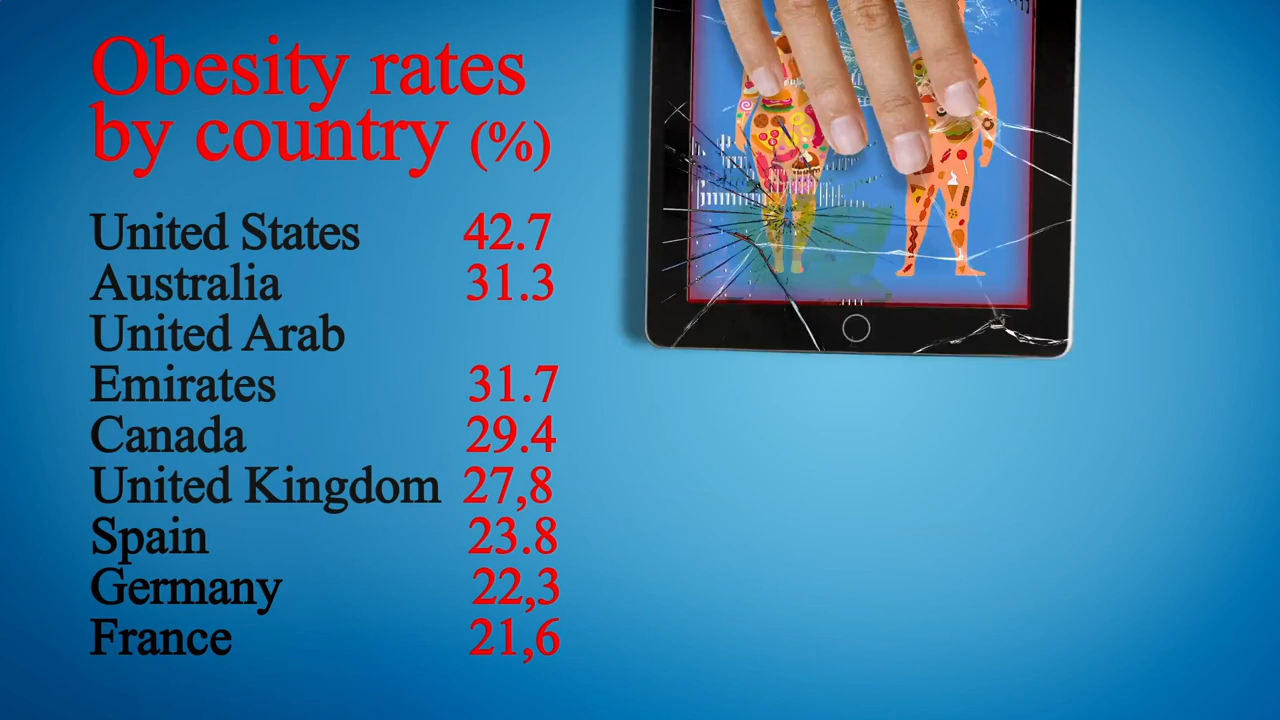 Obesity rates
by country (%)
United States 42.7
Australia 31.3
United Arab
Emirates 31.7
Canada 29.4
United Kingdom 27,8
Spain 23.8
Germany 22,3
France 21,6